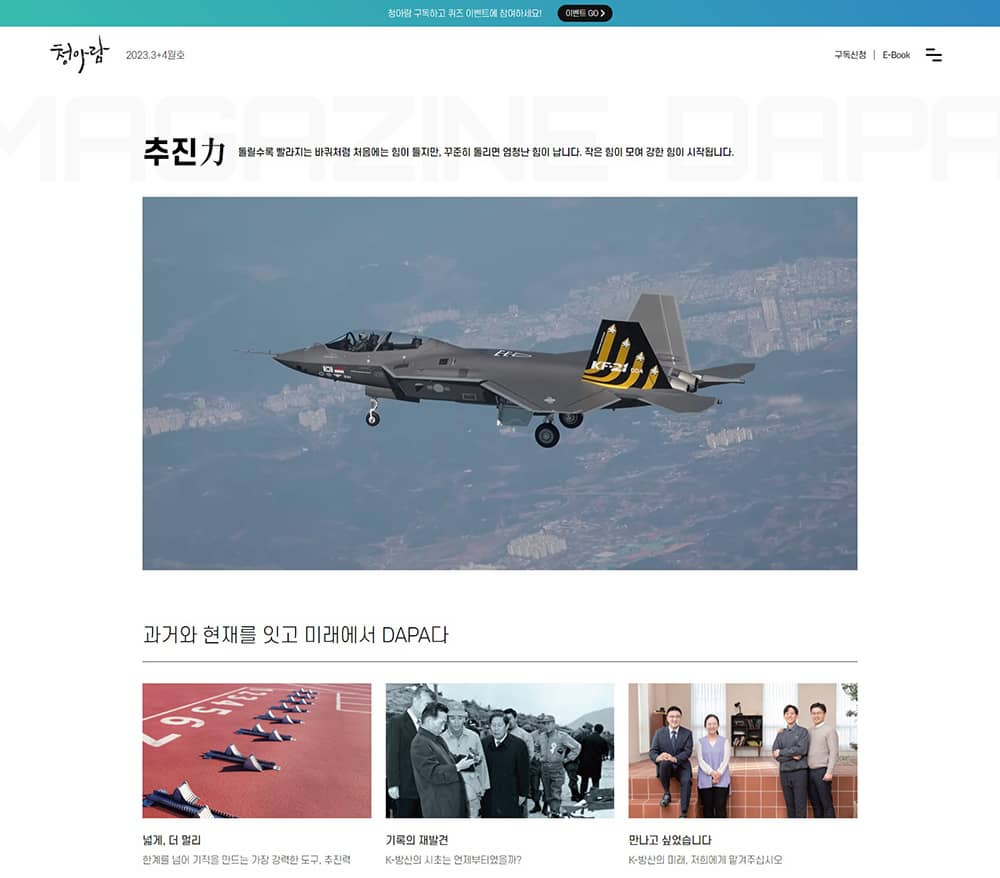 청아람 구독하고 퀴즈 이벤트에 참여하세요! 이벤트 GO
청아람 2023.3+4월호 구독신청 | E-Book
MAGAZINE DAPA
추진力 돌릴수록 빨라지는 바퀴처럼 처음에는 힘이 들지만, 꾸준히 돌리면 엄청난 힘이 납니다. 작은 힘이 모여 강한 힘이 시작됩니다.
KF-21
과거와 현재를 잇고 미래에서 DAPA다
2 3 4 5 6 7
넓게, 더 멀리
한계를 넘어 기적을 만드는 가장 강력한 도구, 추진력
기록의 재발견
K-방산의 시초는 언제부터였을까?
만나고 싶었습니다
K-방산의 미래, 저희에게 맡겨주십시오